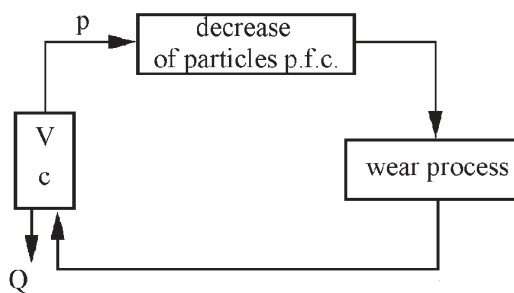 p
decrease
of particles p.f.c.
V
c
wear process
Q